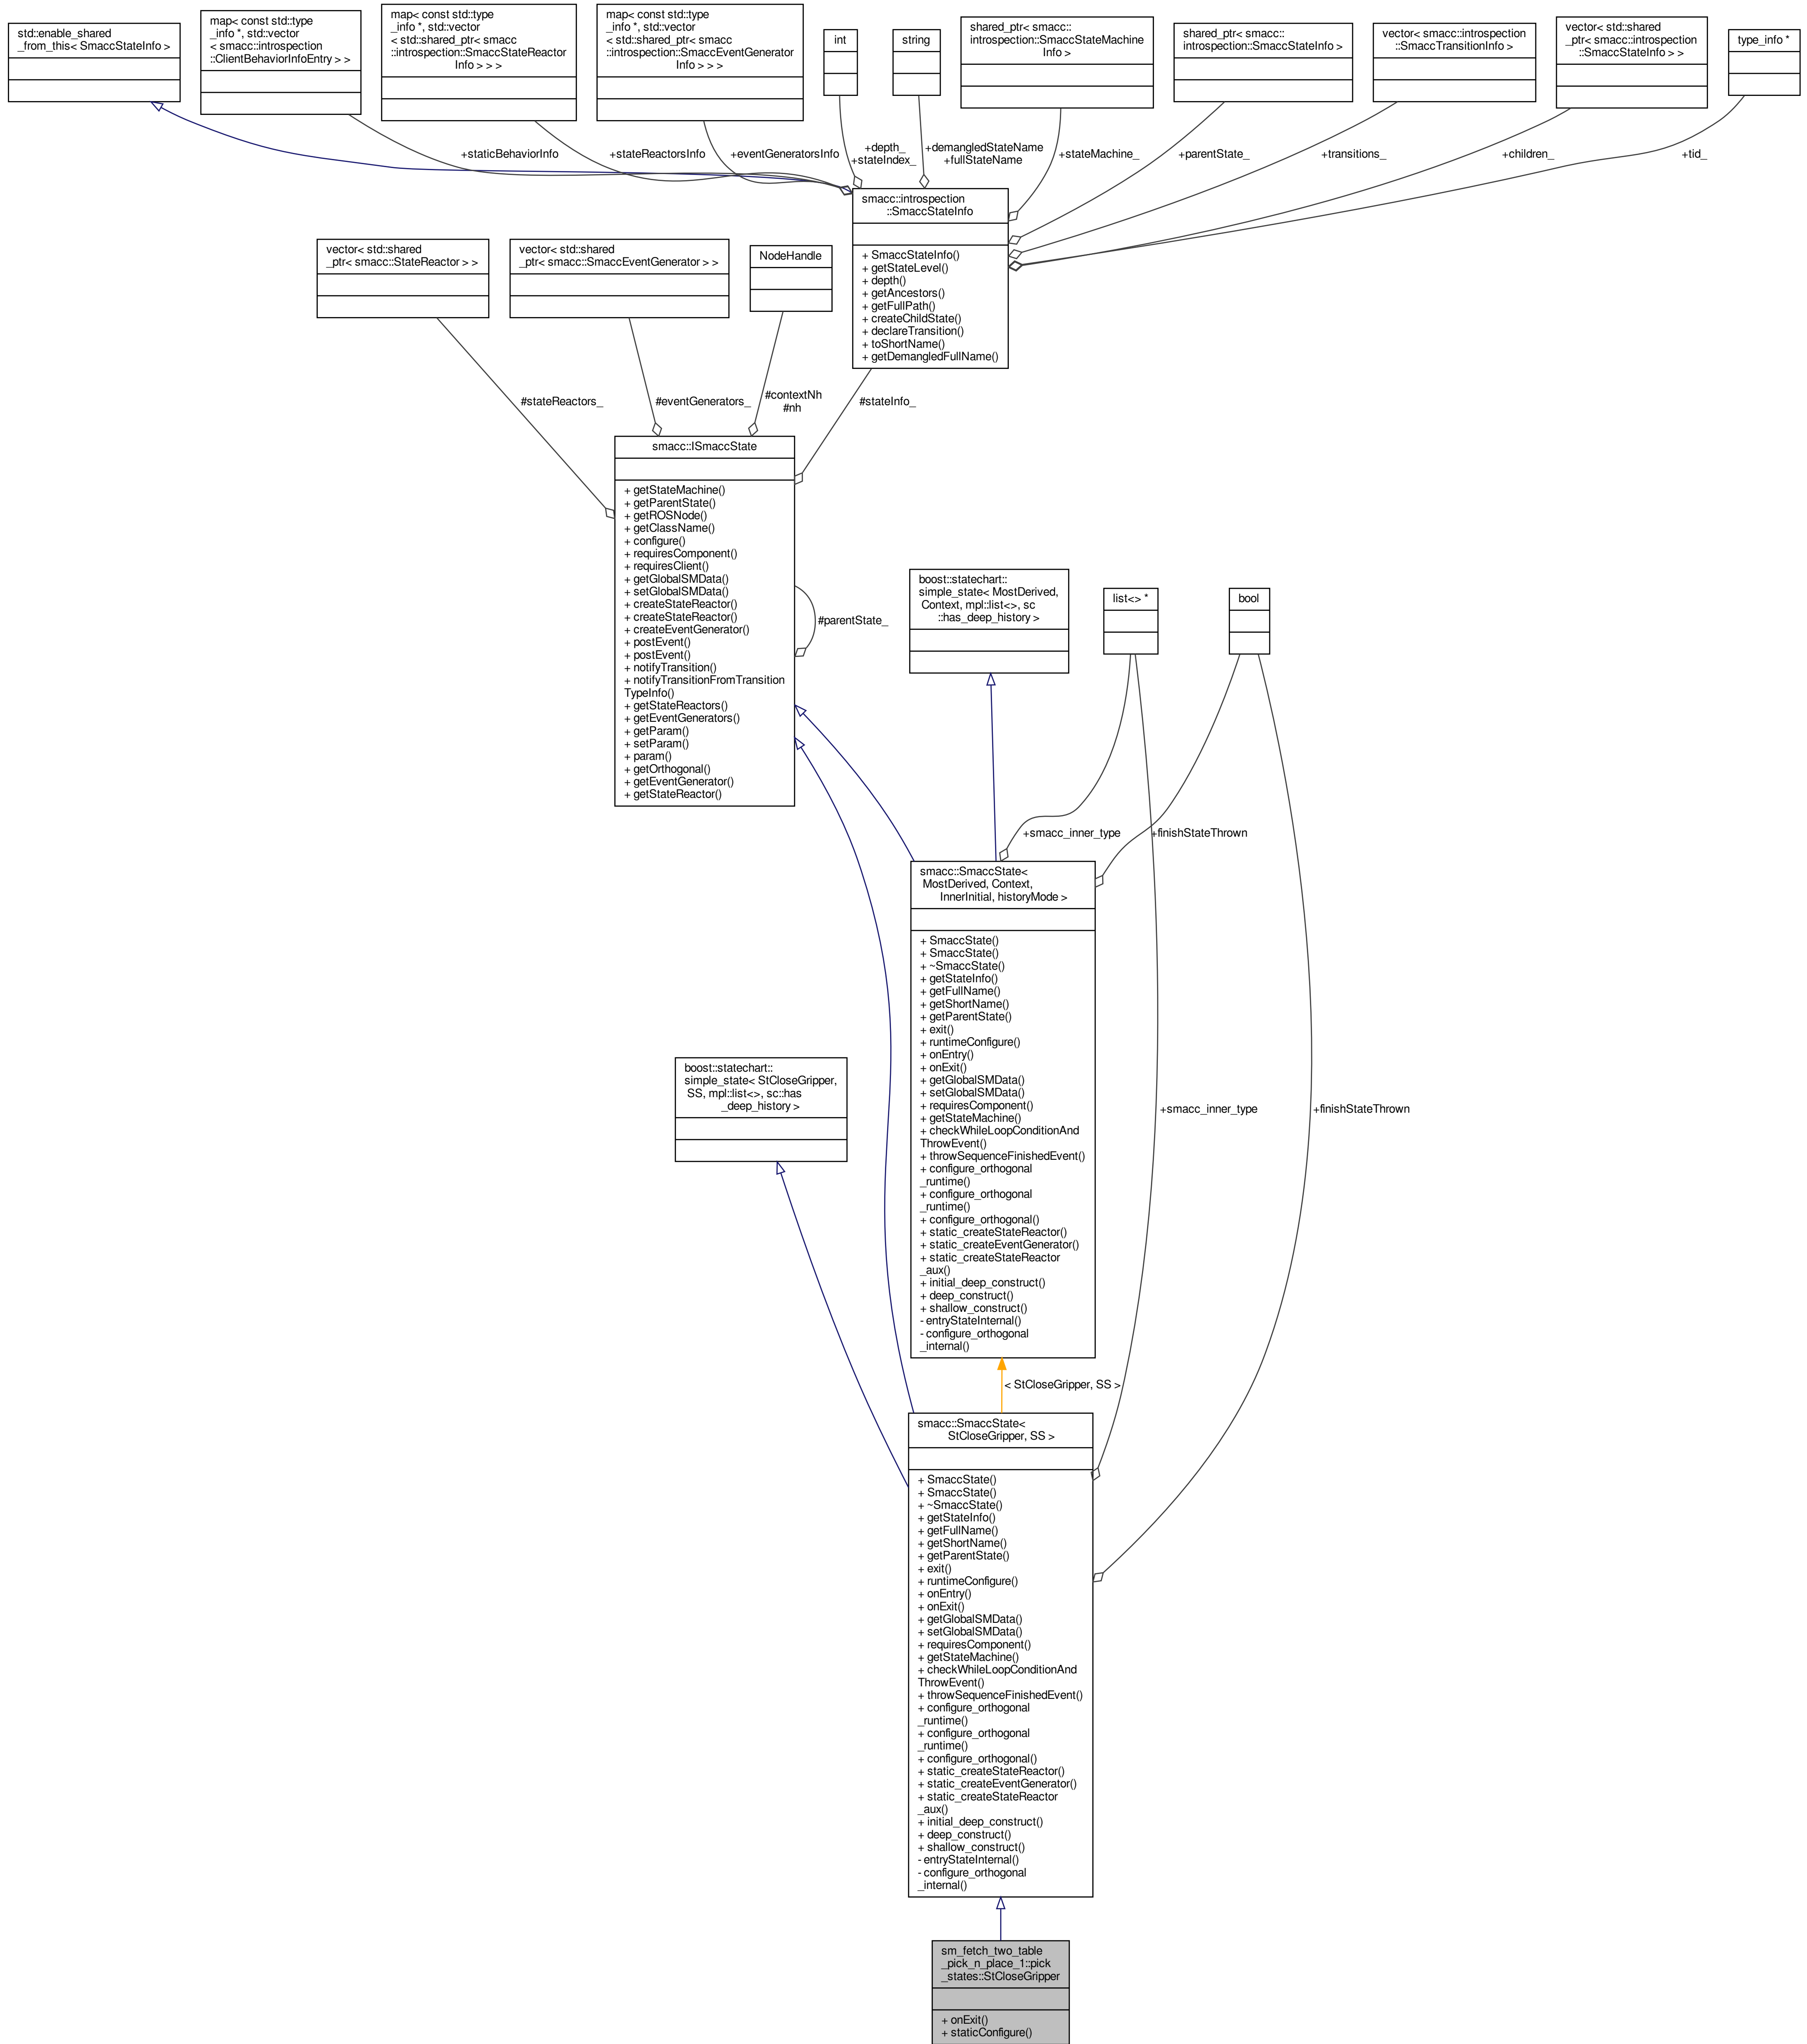 std::enable_shared
_from_this< SmaccStateInfo >
map< const std::type
_info *, std::vector
< smacc::introspection
::ClientBehaviorInfoEntry > >
map< const std::type
_info *, std::vector
< std::shared_ptr< smacc
::introspection::SmaccStateReactor
Info > > >
map< const std::type
_info *, std::vector
< std::shared_ptr< smacc
::introspection::SmaccEventGenerator
Info > > >
int
string
shared_ptr< smacc::
introspection::SmaccStateMachine
Info >
shared_ptr< smacc::
introspection::SmaccStateInfo >
vector< smacc::introspection
::SmaccTransitionInfo >
vector< std::shared
_ptr< smacc::introspection
::SmaccStateInfo > >
type_info *
+staticBehaviorInfo
+stateReactorsInfo
+eventGeneratorsInfo
+depth_
+stateIndex_
+demangledStateName
+fullStateName
+stateMachine_
+parentState_
+transitions_
+children_
+tid_
smacc::introspection
::SmaccStateInfo
+ SmaccStateInfo()
+ getStateLevel()
+ depth()
+ getAncestors()
+ getFullPath()
+ createChildState()
+ declareTransition()
+ toShortName()
+ getDemangledFullName()
vector< std::shared
_ptr< smacc::StateReactor > >
vector< std::shared
_ptr< smacc::SmaccEventGenerator > >
NodeHandle
#stateReactors_
#eventGenerators_
#contextNh
#nh
#stateInfo_
smacc::ISmaccState
+ getStateMachine()
+ getParentState()
+ getROSNode()
+ getClassName()
+ configure()
+ requiresComponent()
+ requiresClient()
+ getGlobalSMData()
+ setGlobalSMData()
+ createStateReactor()
+ createStateReactor()
+ createEventGenerator()
+ postEvent()
+ postEvent()
+ notifyTransition()
+ notifyTransitionFromTransition
TypeInfo()
+ getStateReactors()
+ getEventGenerators()
+ getParam()
+ setParam()
+ param()
+ getOrthogonal()
+ getEventGenerator()
+ getStateReactor()
#parentState_
boost::statechart::
simple_state< MostDerived,
Context, mpl::list<>, sc
::has_deep_history >
list<> *
bool
+smacc_inner_type
+finishStateThrown
smacc::SmaccState<
MostDerived, Context,
InnerInitial, historyMode >
+ SmaccState()
+ SmaccState()
+ ~SmaccState()
+ getStateInfo()
+ getFullName()
+ getShortName()
+ getParentState()
+ exit()
+ runtimeConfigure()
+ onEntry()
+ onExit()
+ getGlobalSMData()
+ setGlobalSMData()
+ requiresComponent()
+ getStateMachine()
+ checkWhileLoopConditionAnd
ThrowEvent()
+ throwSequenceFinishedEvent()
+ configure_orthogonal
_runtime()
+ configure_orthogonal
_runtime()
+ configure_orthogonal()
+ static_createStateReactor()
+ static_createEventGenerator()
+ static_createStateReactor
_aux()
+ initial_deep_construct()
+ deep_construct()
+ shallow_construct()
- entryStateInternal()
- configure_orthogonal
_internal()
boost::statechart::
simple_state< StCloseGripper,
SS, mpl::list<>, sc::has
_deep_history >
+smacc_inner_type
+finishStateThrown
< StCloseGripper, SS >
smacc::SmaccState<
StCloseGripper, SS >
+ SmaccState()
+ SmaccState()
+ ~SmaccState()
+ getStateInfo()
+ getFullName()
+ getShortName()
+ getParentState()
+ exit()
+ runtimeConfigure()
+ onEntry()
+ onExit()
+ getGlobalSMData()
+ setGlobalSMData()
+ requiresComponent()
+ getStateMachine()
+ checkWhileLoopConditionAnd
ThrowEvent()
+ throwSequenceFinishedEvent()
+ configure_orthogonal
_runtime()
+ configure_orthogonal
_runtime()
+ configure_orthogonal()
+ static_createStateReactor()
+ static_createEventGenerator()
+ static_createStateReactor
_aux()
+ initial_deep_construct()
+ deep_construct()
+ shallow_construct()
- entryStateInternal()
- configure_orthogonal
_internal()
sm_fetch_two_table
_pick_n_place_1::pick
_states::StCloseGripper
+ onExit()
+ staticConfigure()